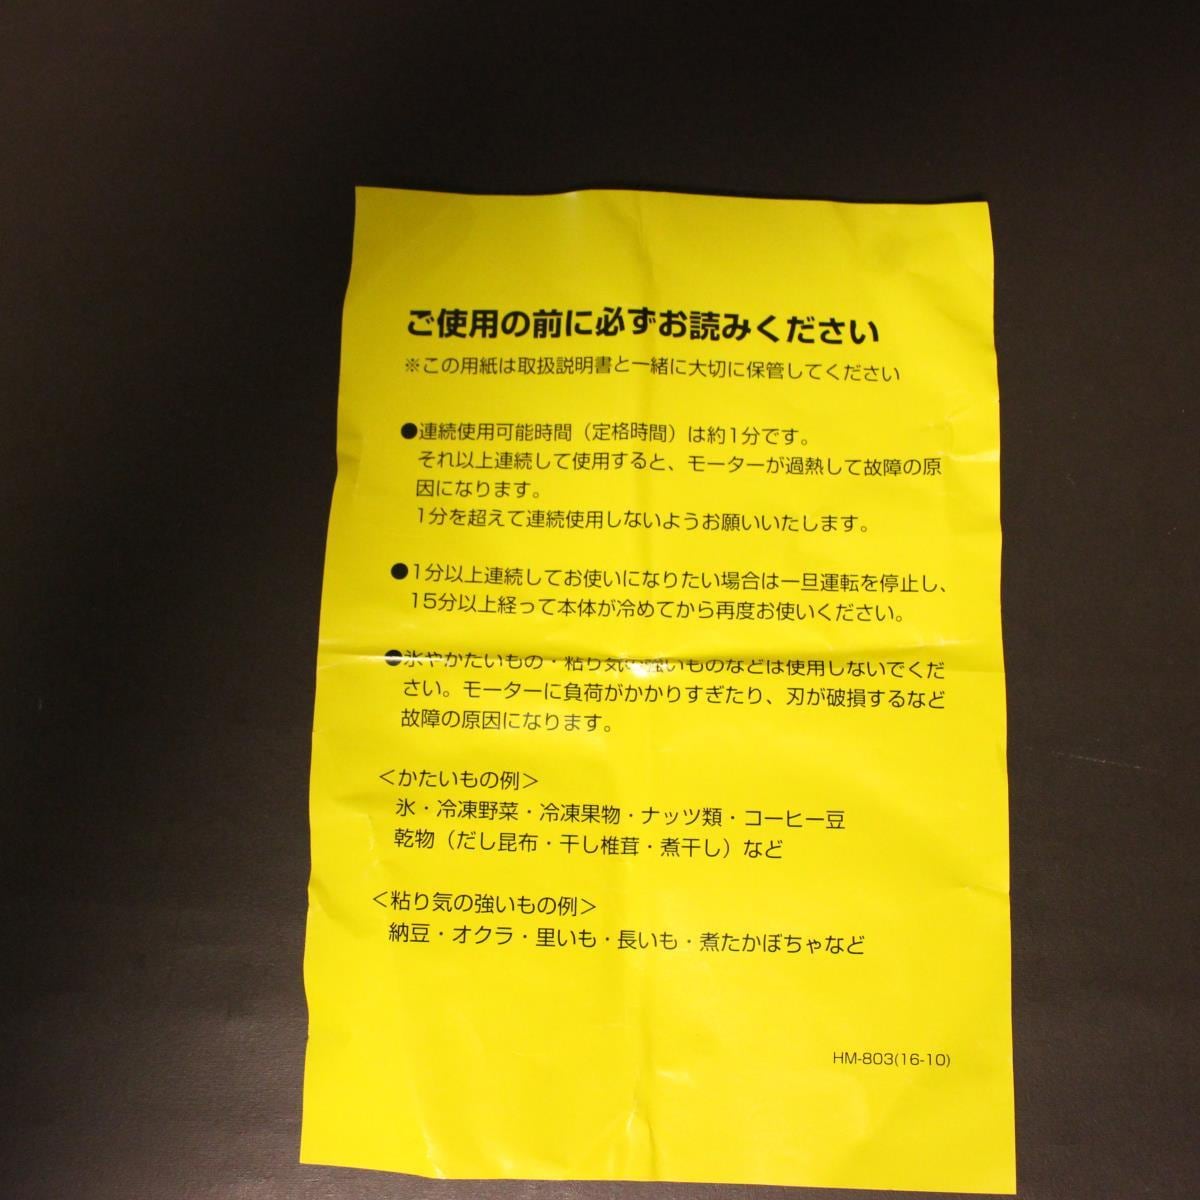 ご使用の前に必ずお読みください
※この用紙は取扱説明書と一緒に大切に保管してください
●連続使用可能時間（定格時間）は約1分です。
それ以上連続して使用すると、モーターが過熱して故障の原
因になります。
1分を超えて連続使用しないようお願いいたします。
●1分以上連続してお使いになりたい場合は一旦運転を停止し、
15分以上経って本体が冷めてから再度お使いください。
●氷やかたいもの・粘り気の強いものなどは使用しないでくだ
さい。モーターに負荷がかかりすぎたり、刃が破損するなど
故障の原因になります。
＜かたいもの例＞
氷・冷凍野菜・冷凍果物・ナッツ類・コーヒー豆
乾物（だし昆布・干し椎茸・煮干し）など
＜粘り気の強いもの例＞
納豆・オクラ・里いも・長いも・煮たかぼちゃなど
HM-803(16-10)